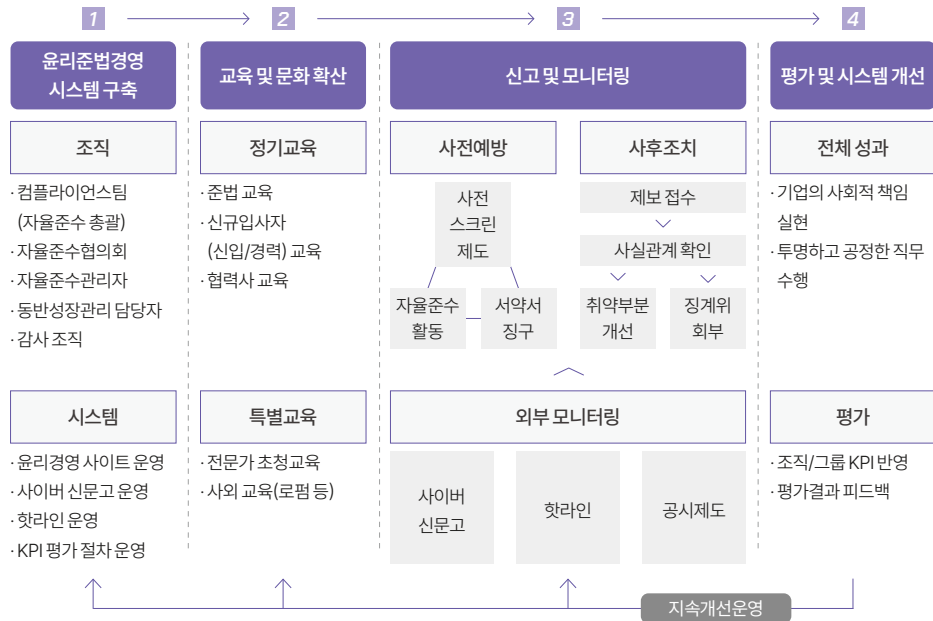 1
2
3
4
윤리준법경영
시스템 구축
교육 및 문화 확산
신고 및 모니터링
평가 및 시스템 개선
조직
· 컴플라이언스팀
(자율준수 총괄)
· 자율준수협의회
· 자율준수관리자
· 동반성장관리 담당자
· 감사 조직
정기교육
· 준법 교육
· 신규입사자
(신입/경력) 교육
· 협력사 교육
사전예방
사전
스크린
제도
자율준수
활동
서약서
징구
사후조치
제보 접수
사실관계 확인
취약부분
개선
징계위
회부
전체 성과
· 기업의 사회적 책임
실현
· 투명하고 공정한 직무
수행
시스템
· 윤리경영 사이트 운영
· 사이버 신문고 운영
· 핫라인 운영
· KPI 평가 절차 운영
특별교육
· 전문가 초청교육
· 사외 교육(로펌 등)
외부 모니터링
사이버
신문고
핫라인
공시제도
평가
· 조직/그룹 KPI 반영
· 평가결과 피드백
지속개선운영